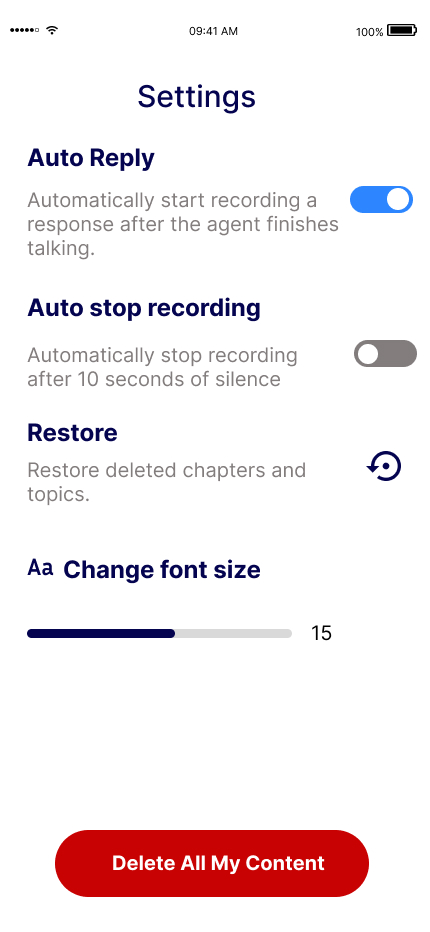 09:41 AM
100%
Settings
Auto Reply
Automatically start recording a
response after the agent finishes
talking.
Auto stop recording
Automatically stop recording
after 10 seconds of silence
Restore
Restore deleted chapters and
topics.
Aa Change font size
15
Delete All My Content